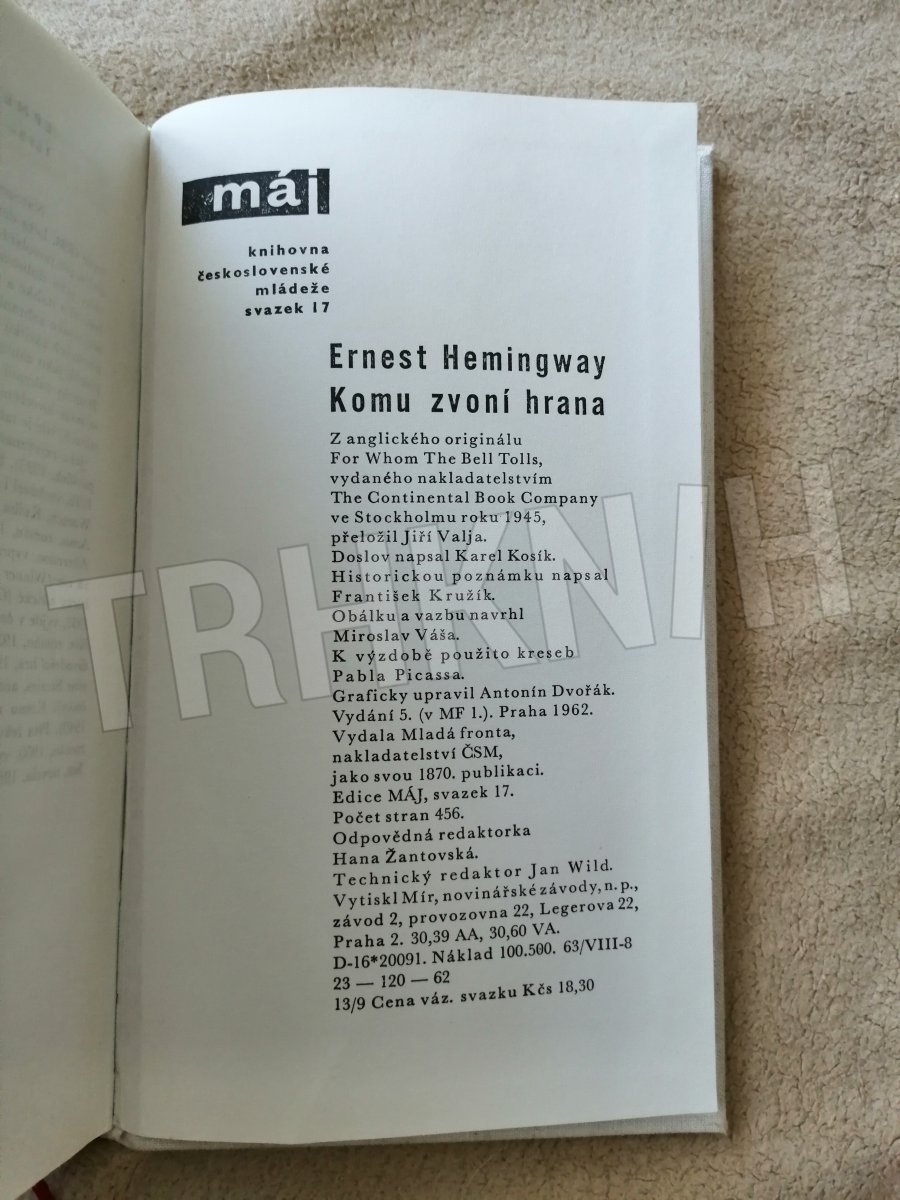 máj
knihovna
československé
mládeže
svazek 17
Ernest Hemingway
Komu zvoní hrana
Z anglického originálu
For Whom The Bell Tolls,
vydaného nakladatelstvím
The Continental Book Company
ve Stockholmu roku 1945,
přeložil Jiří Valja.
Doslov napsal Karel Kosík.
Historickou poznámku napsal
František Kružík.
Obálku a vazbu navrhl
Miroslav Váša.
K výzdobě použito kreseb
Pabla Picassa.
Graficky upravil Antonín Dvořák.
Vydání 5. (v MF 1.). Praha 1962.
Vydala Mladá fronta,
nakladatelství ČSM,
jako svou 1870. publikaci.
Edice MÁJ, svazek 17.
Počet stran 456.
Odpovědná redaktorka
Hana Žantovská.
Technický redaktor Jan Wild.
Vytiskl Mír, novinářské závody, n. p.,
závod 2, provozovna 22, Legerova 22,
Praha 2. 30,39 AA, 30,60 VA.
D-16*20091. Náklad 100.500. 63/VIII-8
23 — 120 — 62
13/9 Cena váz. svazku Kčs 18,30
TRHKNIH